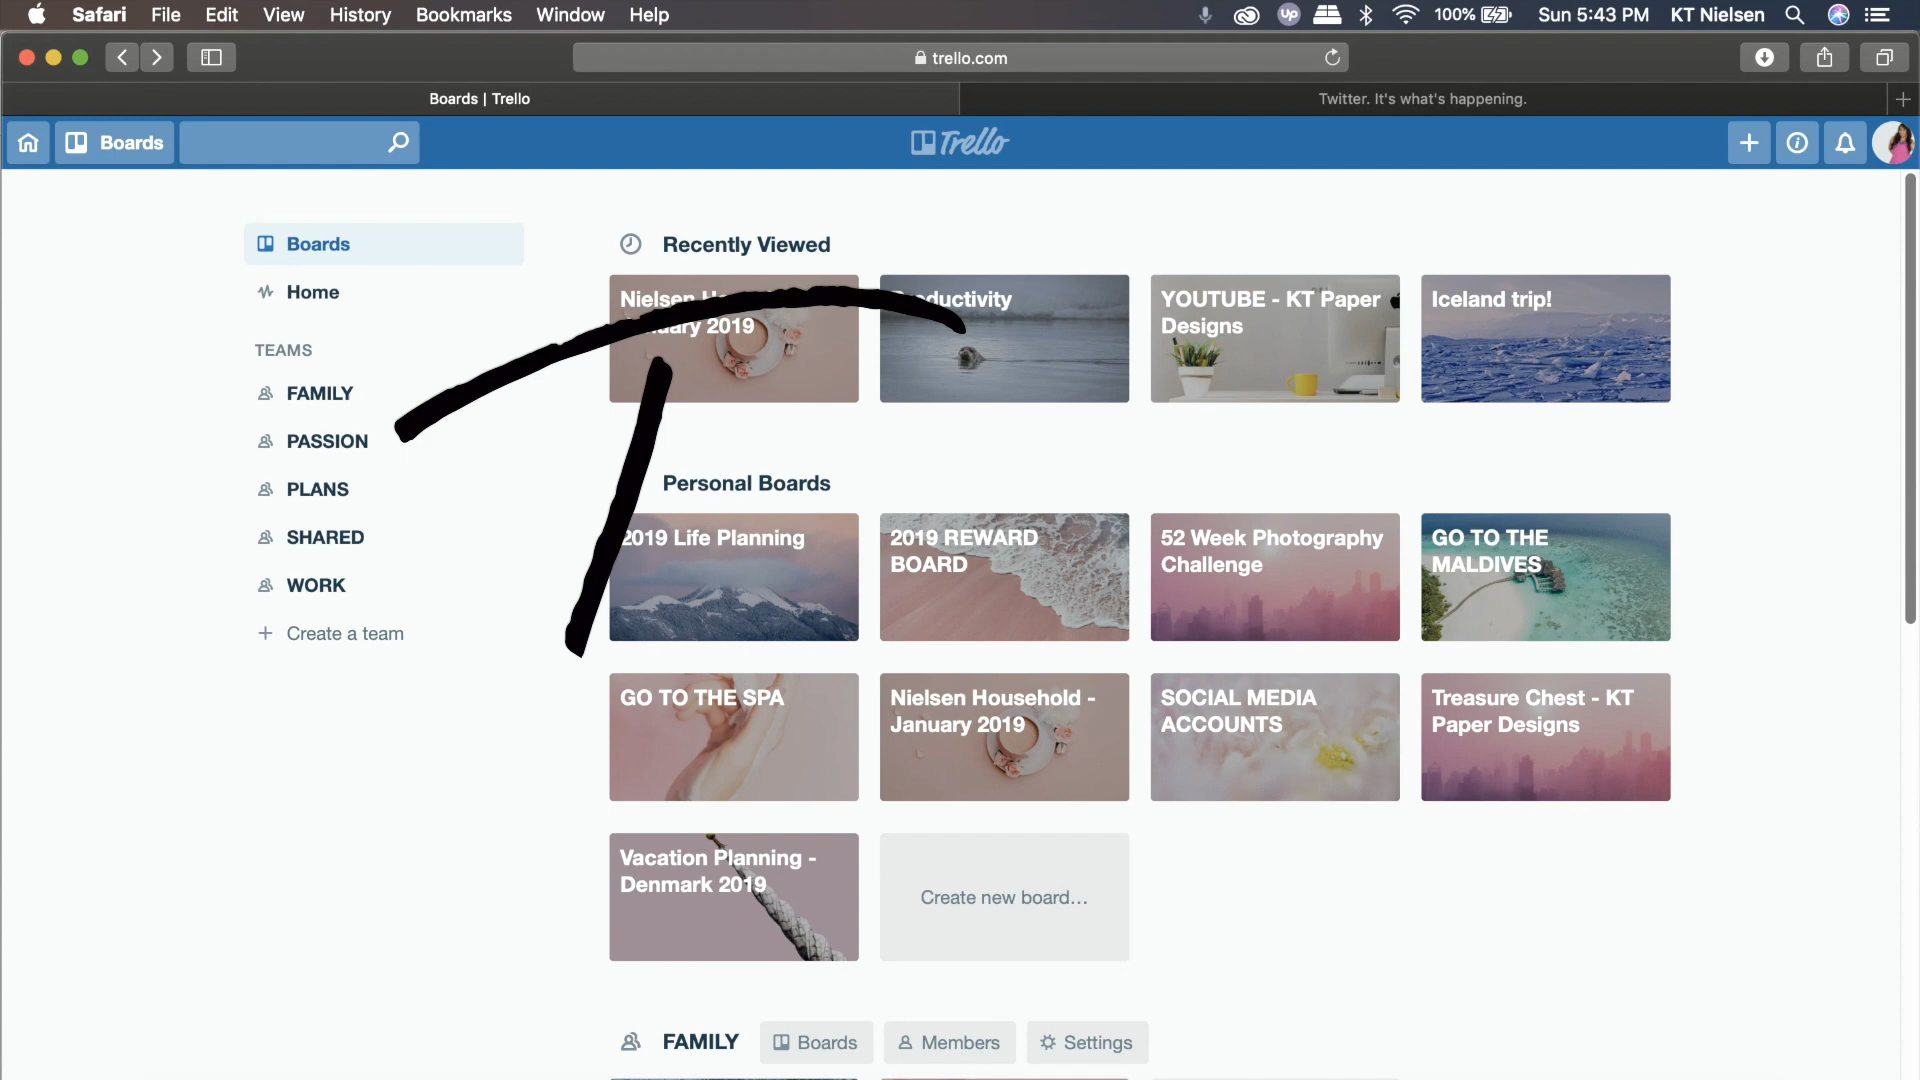 Safari File Edit View History Bookmarks Window Help
Up 100% Sun 5:43 PM KT Nielsen
trello.com
Boards | Trello
Twitter. It's what's happening.
Boards
Trello
Boards
Home
TEAMS
FAMILY
PASSION
PLANS
SHARED
WORK
Create a team
Recently Viewed
Nielsen
2019
YOUTUBE - KT Paper
Designs
Iceland trip!
Personal Boards
2019 Life Planning
2019 REWARD
BOARD
52 Week Photography
Challenge
GO TO THE
MALDIVES
GO TO THE SPA
Nielsen Household -
January 2019
SOCIAL MEDIA
ACCOUNTS
Treasure Chest - KT
Paper Designs
Vacation Planning -
Denmark 2019
Create new board...
FAMILY
Boards
Members
Settings